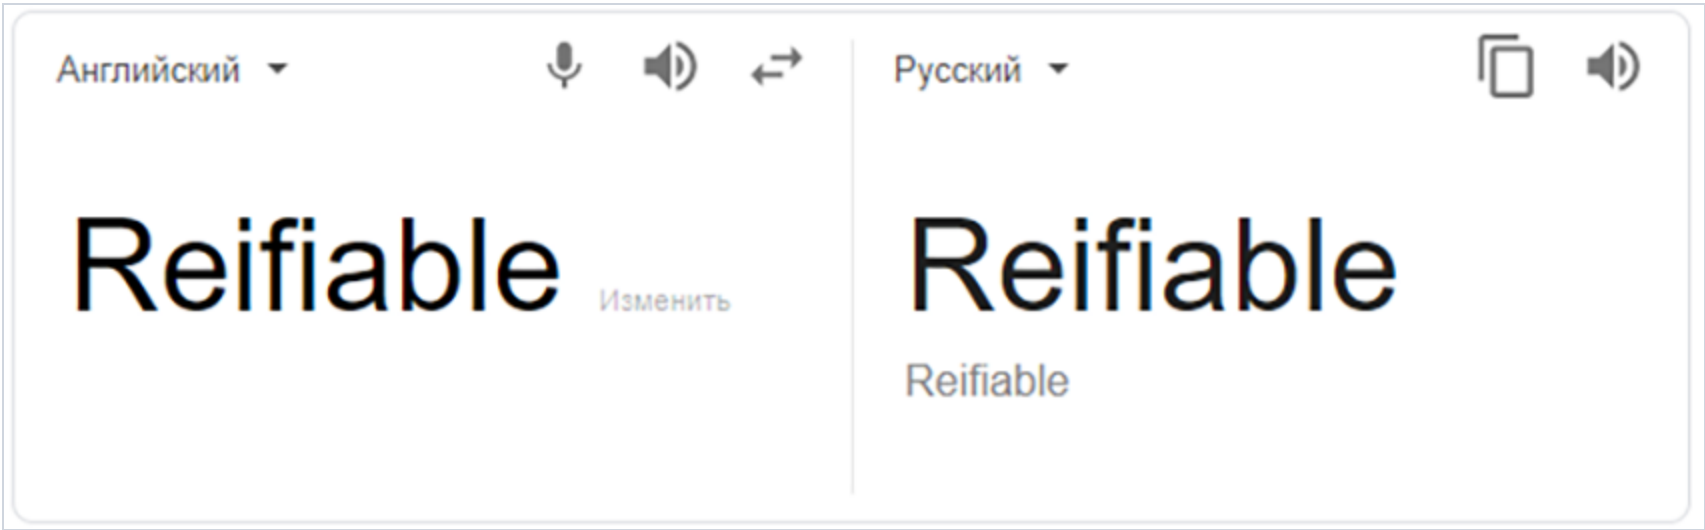 Английский
Русский
Reifiable Изменить
Reifiable
Reifiable